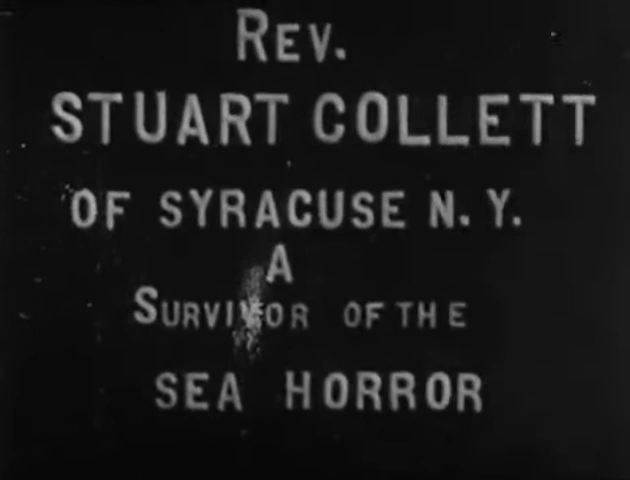 REV.
STUART COLLETT
OF SYRACUSE N. Y.
A
SURVIVOR OF THE
SEA HORROR